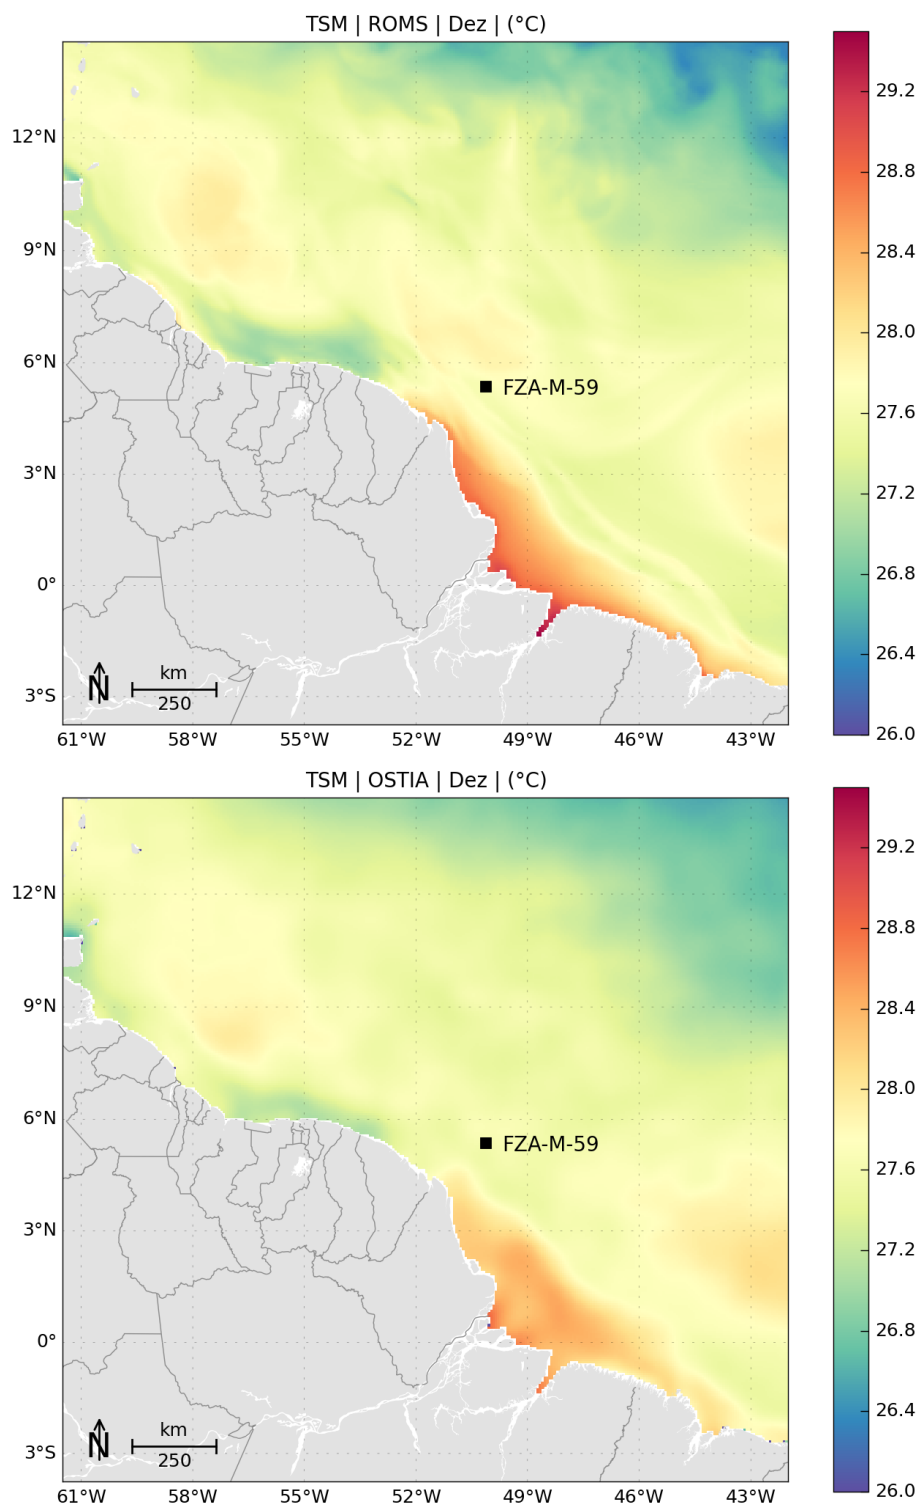 TSM | ROMS | Dez | (°C)
12°N
9°N
6°N
3°N
0°
3°S
FZA-M-59
N
km
250
61°W 58°W 55°W 52°W 49°W 46°W 43°W
29.2
28.8
28.4
28.0
27.6
27.2
26.8
26.4
26.0
TSM | OSTIA | Dez | (°C)
12°N
9°N
6°N
3°N
0°
3°S
FZA-M-59
N
km
250
61°W 58°W 55°W 52°W 49°W 46°W 43°W
29.2
28.8
28.4
28.0
27.6
27.2
26.8
26.4
26.0